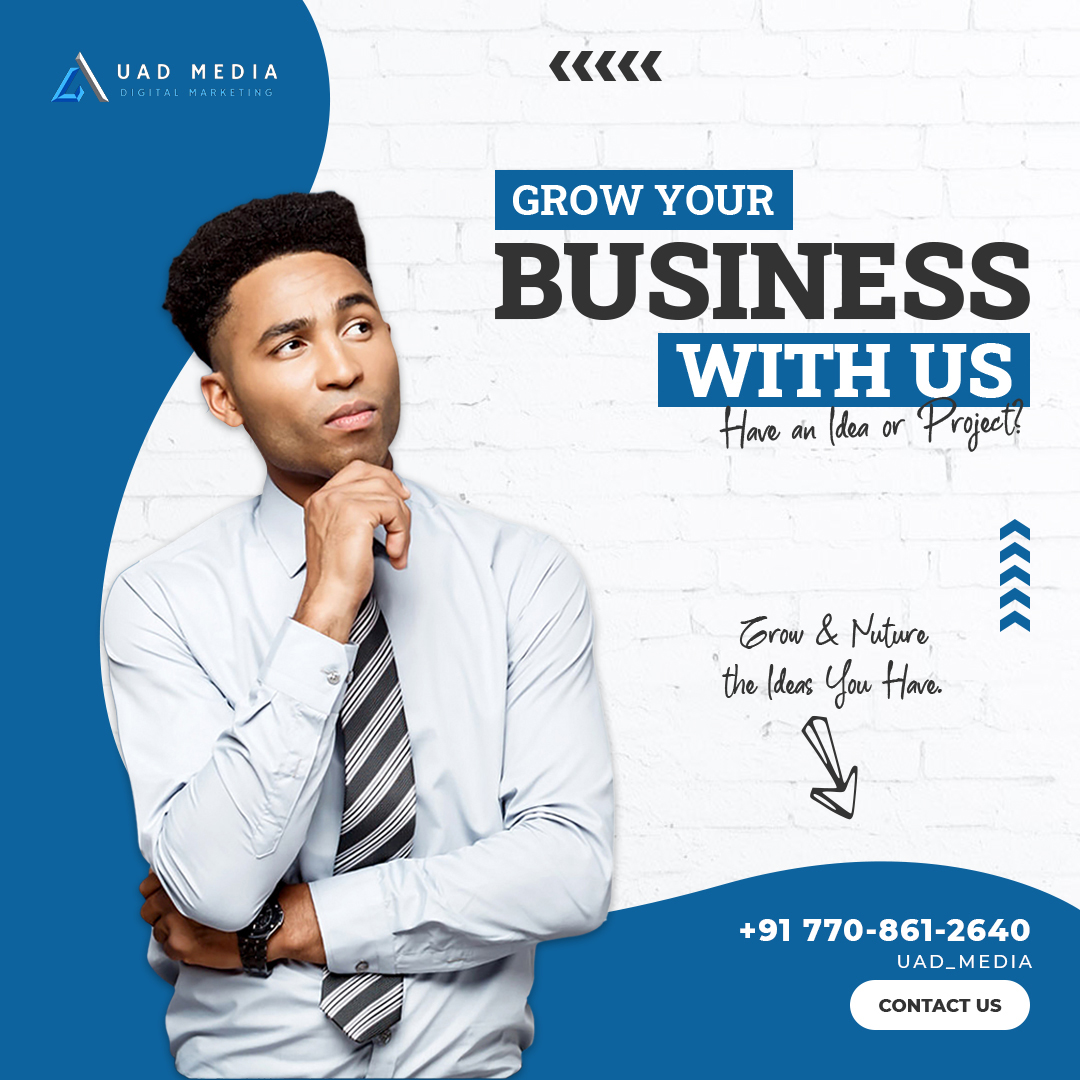 UAD MEDIA
DIGITAL MARKETING
GROW YOUR
BUSINESS
WITH US
Have an Idea or Project?
Grow & Nuture
the Ideas You Have.
+91 770-861-2640
UAD_MEDIA
CONTACT US